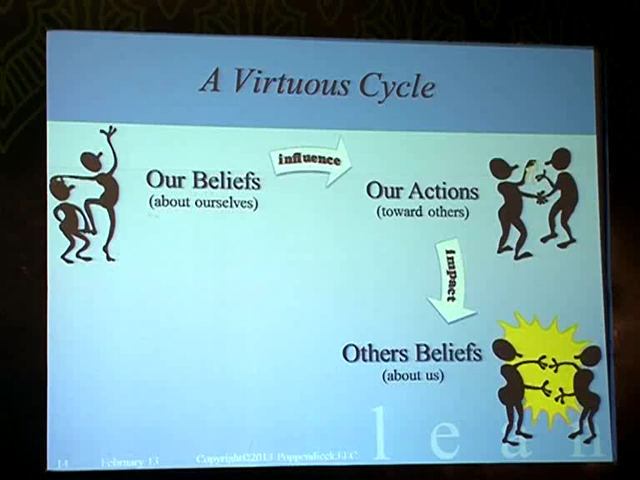 A Virtuous Cycle
influence
Our Beliefs
(about ourselves)
Our Actions
(toward others)
impact
Others Beliefs
(about us)
lean
14 February 13 Copyright©2013 Poppendieck.LLC